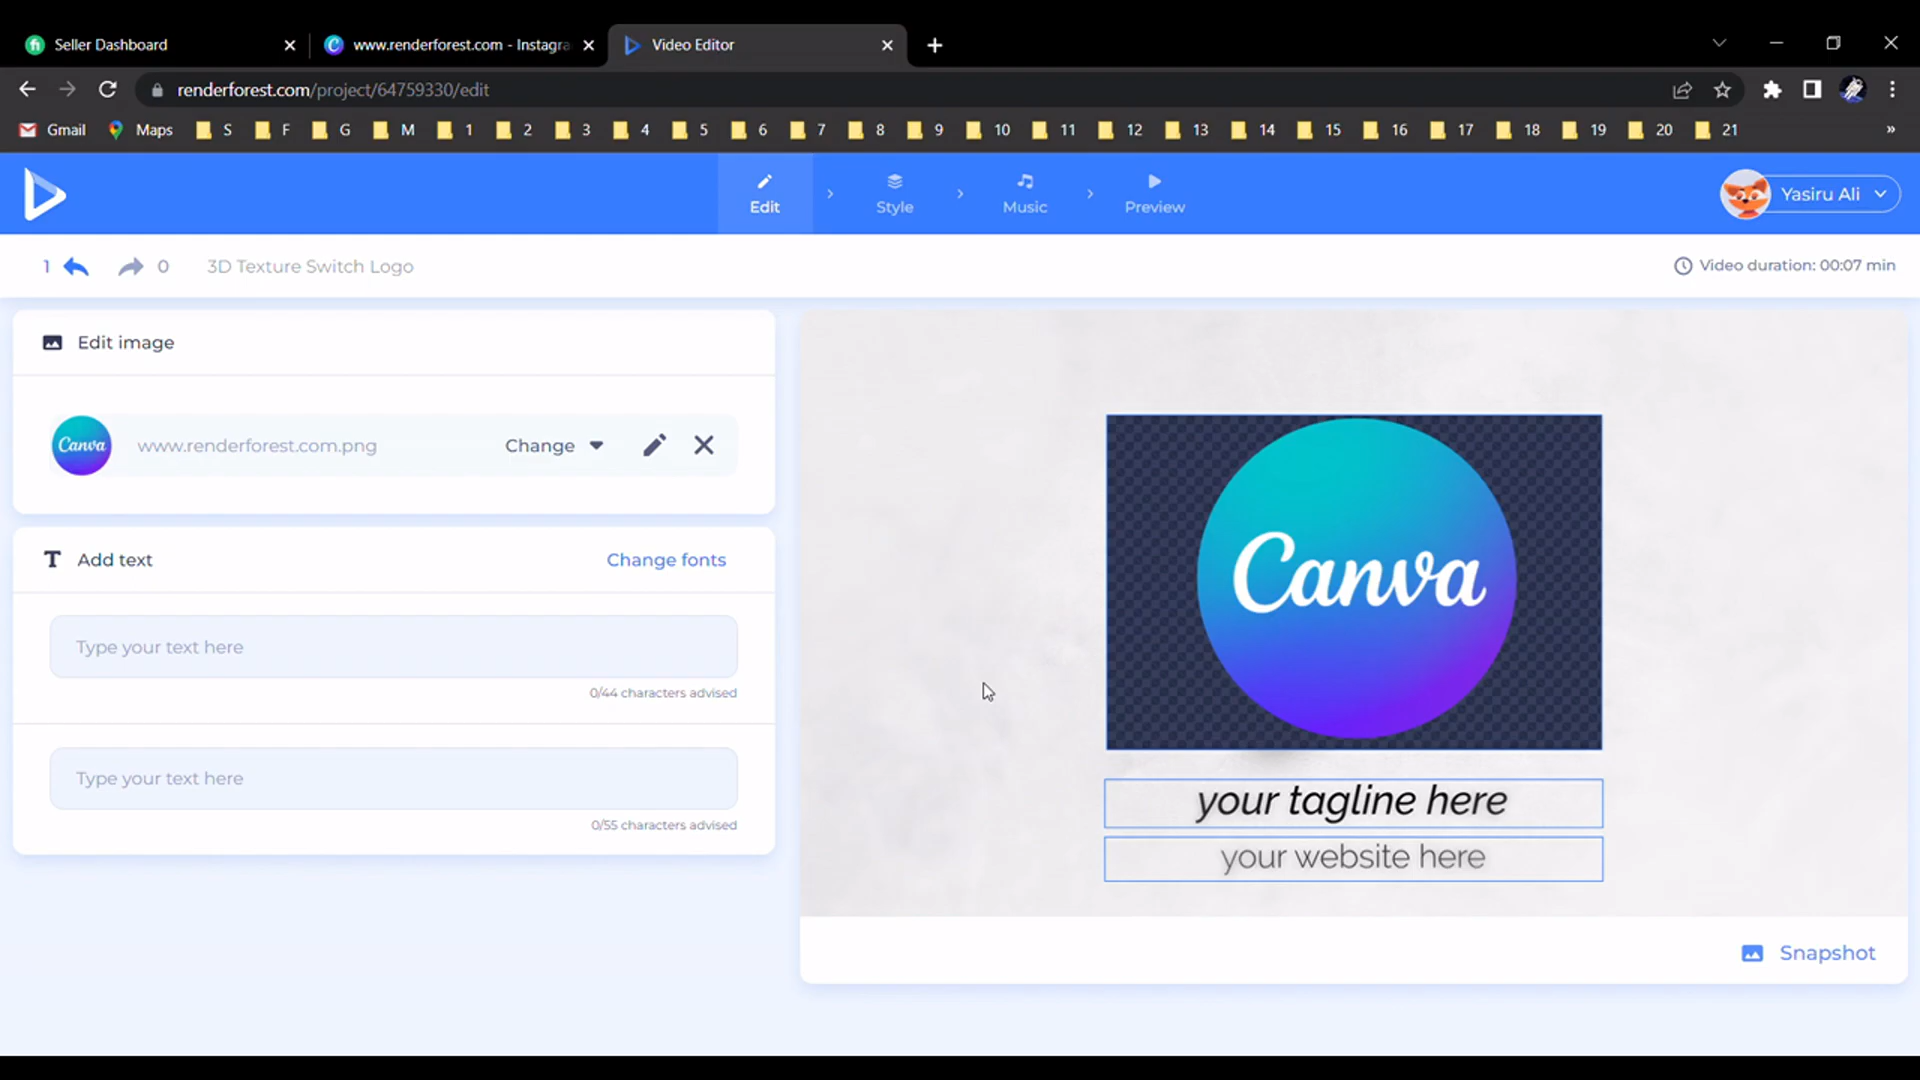 Seller Dashboard
www.renderforest.com - Instagra
Video Editor
renderforest.com/project/64759330/edit
Gmail
Maps
S
F
G
M
1
2
3
4
5
6
7
8
9
10
11
12
13
14
15
16
17
18
19
20
21
»
Edit
Style
Music
Preview
Yasiru Ali
1
0
3D Texture Switch Logo
Video duration: 00:07 min
Edit image
Canva
www.renderforest.com.png
Change
Add text
Change fonts
Type your text here
0/44 characters advised
Type your text here
0/55 characters advised
Canva
your tagline here
your website here
Snapshot